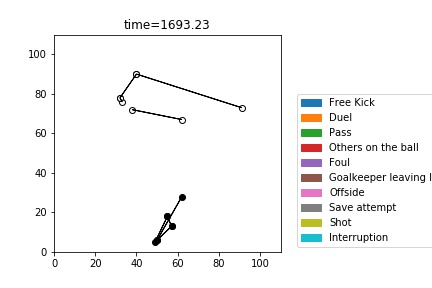 time=1693.23
100
80
60
40
20
0
0 20 40 60 80 100
Free Kick
Duel
Pass
Others on the ball
Foul
Goalkeeper leaving l
Offside
Save attempt
Shot
Interruption